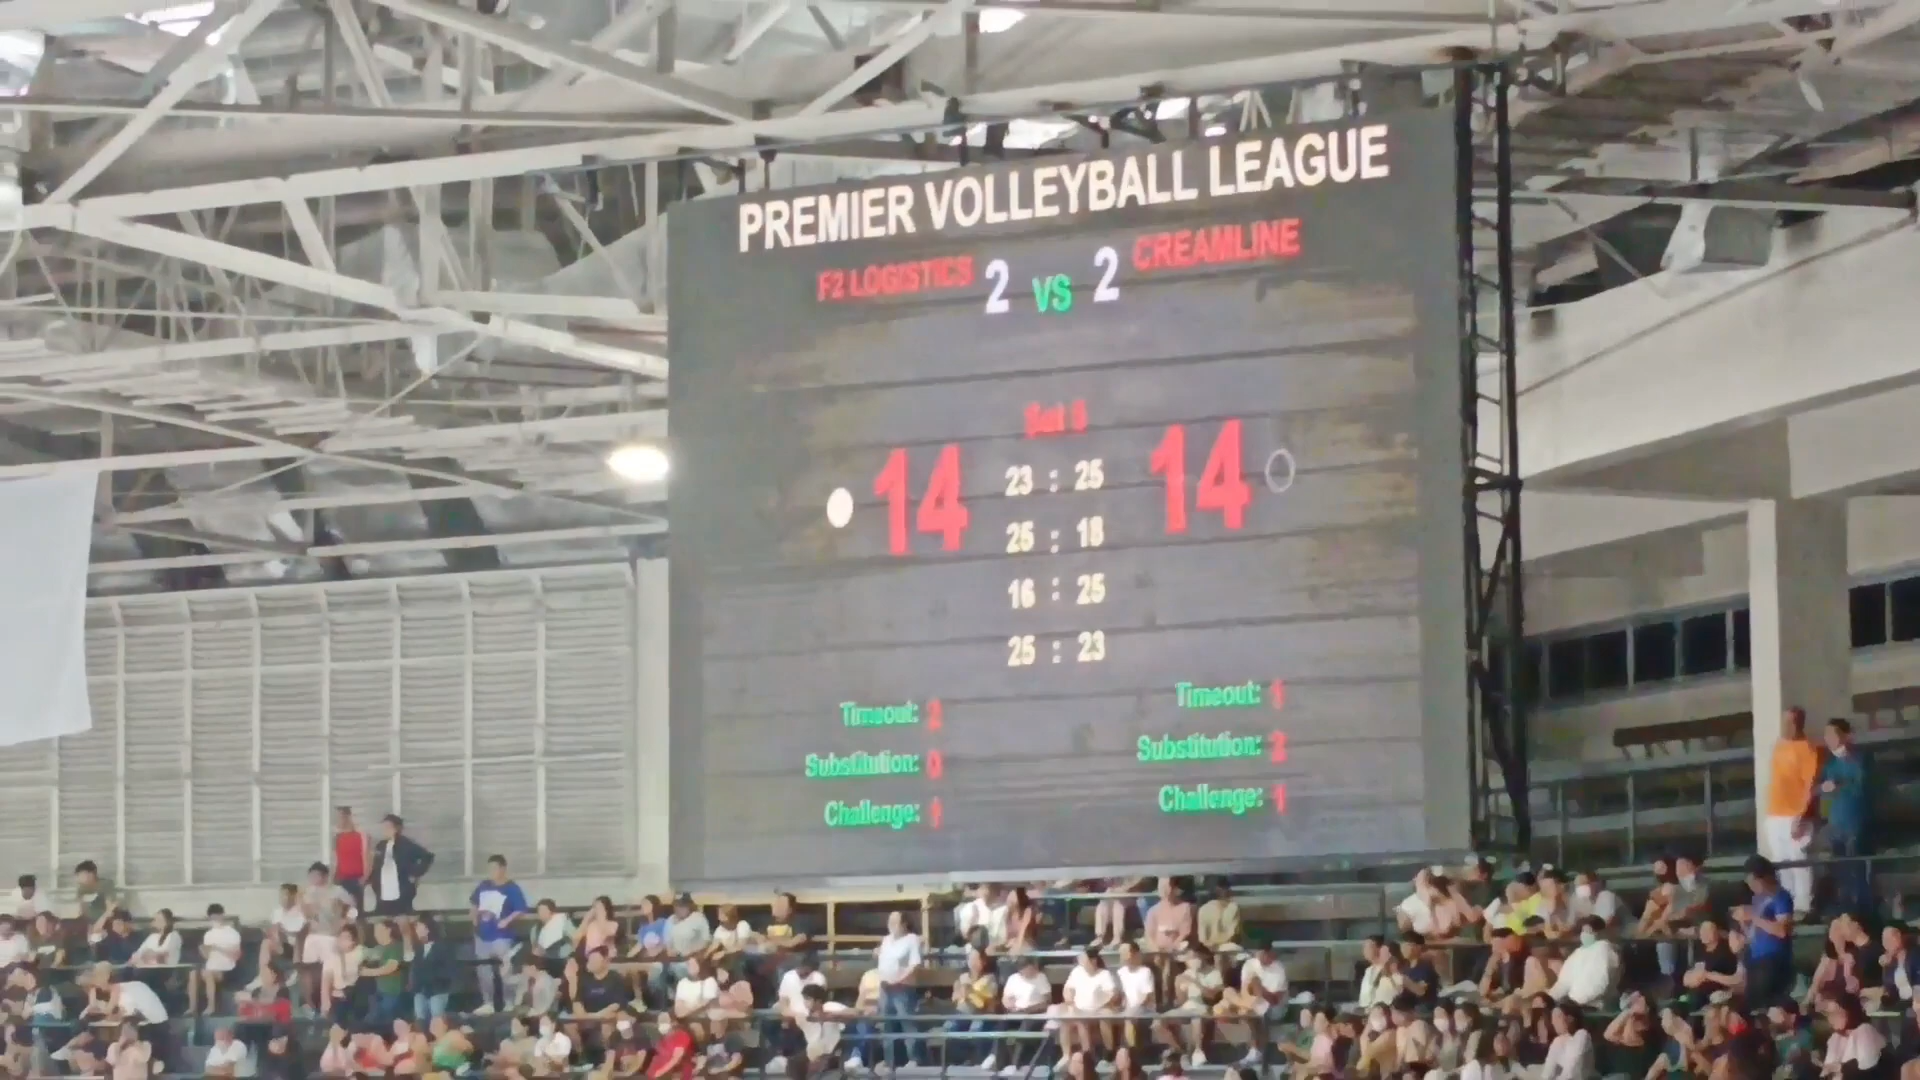 PREMIER VOLLEYBALL LEAGUE
F2 LOGISTICS 2 VS 2 CREAMLINE
Set 5
14 14
23 : 25
25 : 18
16 : 25
25 : 23
Timeout: 2 Timeout: 1
Substitution: 0 Substitution: 2
Challenge: 1 Challenge: 1